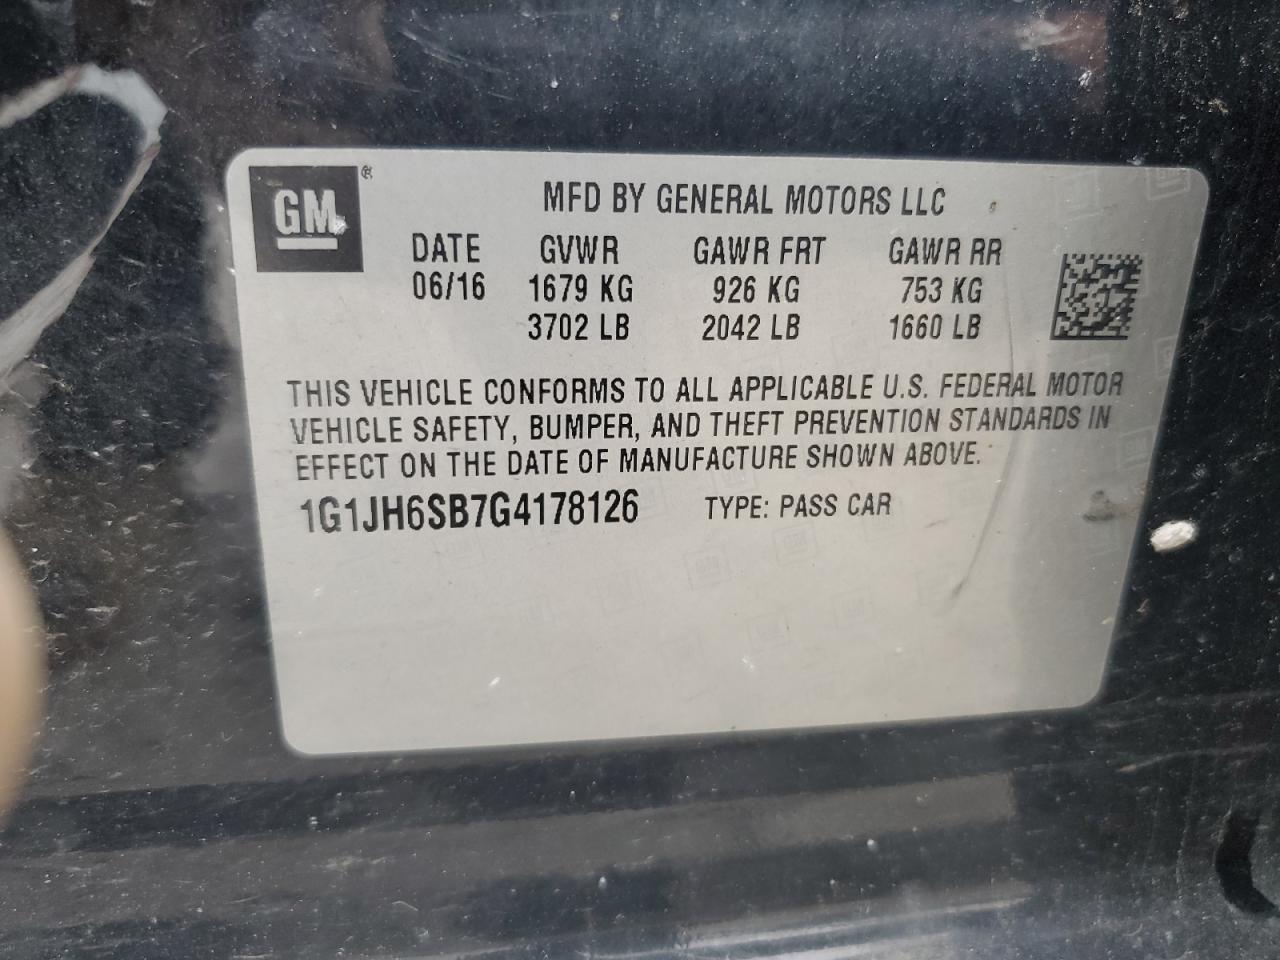 GM ®
MFD BY GENERAL MOTORS LLC
DATE GVWR GAWR FRT GAWR RR
06/16 1679 KG 926 KG 753 KG
3702 LB 2042 LB 1660 LB
THIS VEHICLE CONFORMS TO ALL APPLICABLE U.S. FEDERAL MOTOR
VEHICLE SAFETY, BUMPER, AND THEFT PREVENTION STANDARDS IN
EFFECT ON THE DATE OF MANUFACTURE SHOWN ABOVE.
1G1JH6SB7G4178126 TYPE: PASS CAR